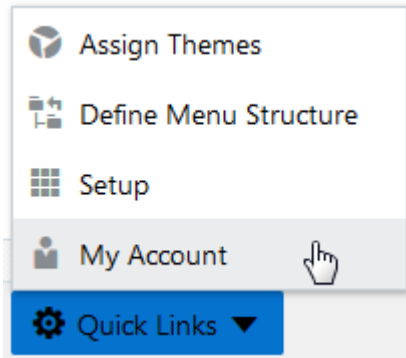 Assign Themes
Define Menu Structure
Setup
My Account
Quick Links